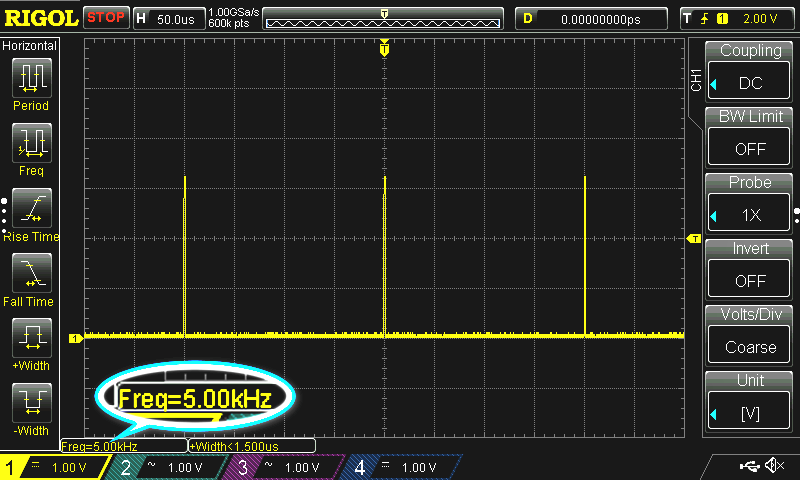 RIGOL STOP H 50.0us 1.00GSa/s 600k pts T D 0.00000000ps T 1 2.00 V
Horizontal
Period
Freq
Rise Time
Fall Time
+Width
-Width
T
T
1
Freq=5.00kHz
Freq=5.00kHz +Width<1.500us
CH1
Coupling
DC
BW Limit
OFF
Probe
1X
Invert
OFF
Volts/Div
Coarse
Unit
[V]
1 1.00 V 2 ~ 1.00 V 3 ~ 1.00 V 4 ~ 1.00 V